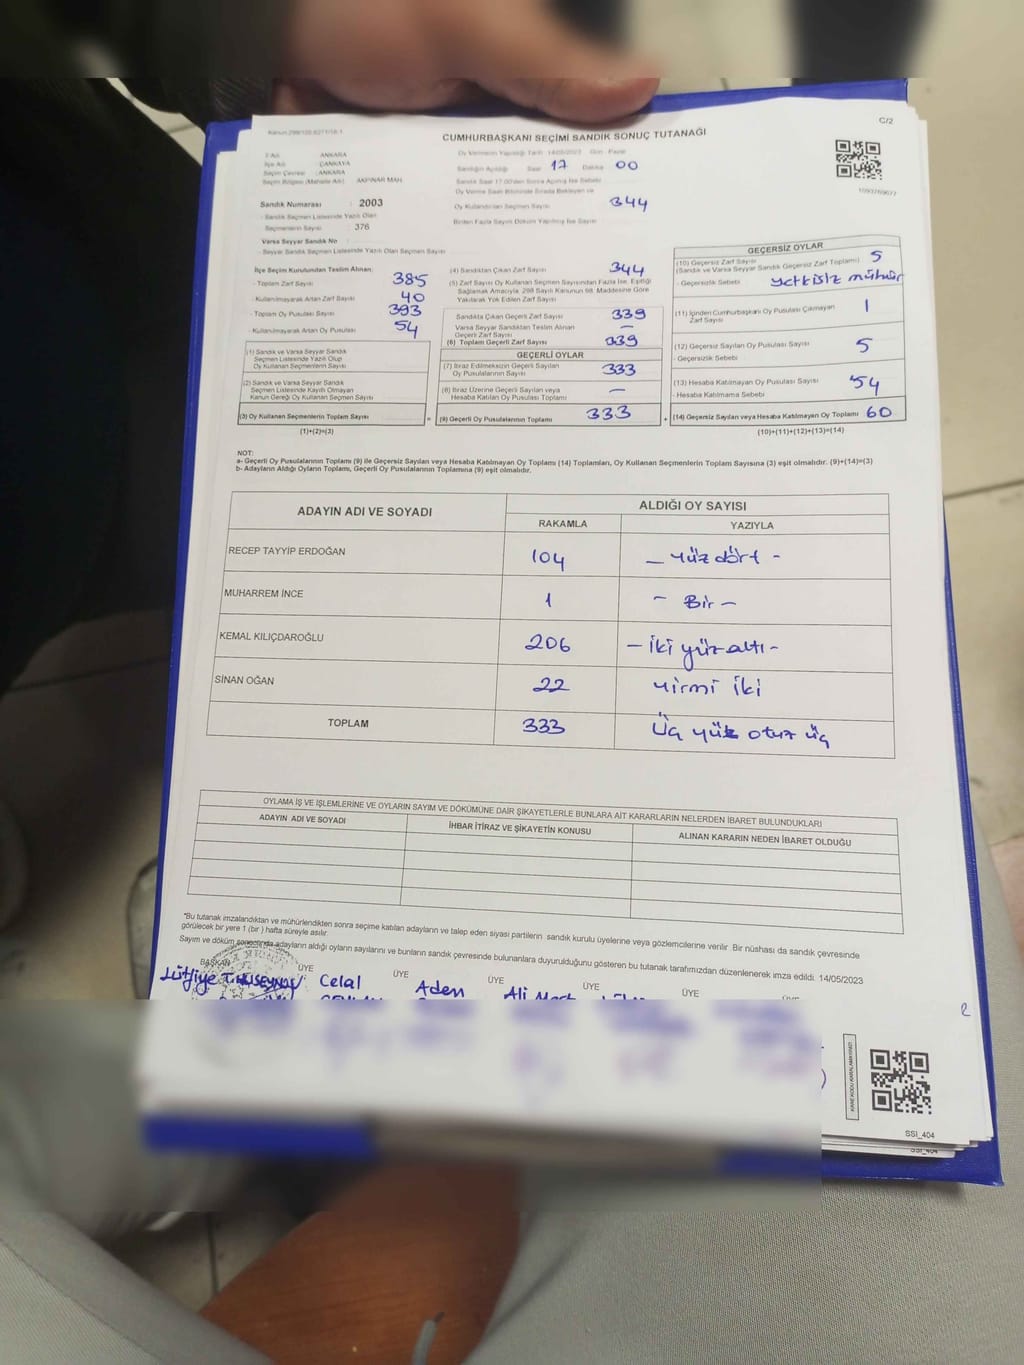 C/2
CUMHURBAŞKANI SEÇİMİ SANDIK SONUÇ TUTANAĞI
İl Adı : ANKARA
İlçe Adı : ÇANKAYA
Seçim Çevresi : ANKARA
Seçim Bölgesi (Mahalle Adı) AKPINAR MAH.
Sandık Numarası : 2003
- Sandık Seçmen Listesinde Yazılı Olan
Seçmenlerin Sayısı : 376
Varsa Seyyar Sandık No
- Seyyar Sandık Seçmen Listesinde Yazılı Olan Seçmen Sayısı
Oy Vermenin Yapıldığı Tarih 14/05/2023 Gün : Pazar
Sandığın Açıldığı Saat 17 Dakika 00
Sandık Saat 17.00'den Sonra Açılmış İse Sebebi
Oy Verme Saati Bitiminde Sırada Bekleyen ve
Oy Kullandırılan Seçmen Sayısı 344
Birden Fazla Sayım Döküm Yapılmış İse Sayısı
İlçe Seçim Kurulundan Teslim Alınan;
- Toplam Zarf Sayısı 385
- Kullanılmayarak Artan Zarf Sayısı 40
- Toplam Oy Pusulası Sayısı 393
- Kullanılmayarak Artan Oy Pusulası 54
(1) Sandık ve Varsa Seyyar Sandık
Seçmen Listesinde Yazılı Olup
Oy Kullanan Seçmenlerin Sayısı
(2) Sandık ve Varsa Seyyar Sandık
Seçmen Listesinde Kayıtlı Olmayan
Kanun Gereği Oy Kullanan Seçmenlerin Sayısı
(3) Oy Kullanan Seçmenlerin Toplam Sayısı =
(1)+(2)=(3)
(4) Sandıktan Çıkan Zarf Sayısı 344
(5) Zarf Sayısı Oy Kullanan Seçmen Sayısından Fazla İse, Eşitliği
Sağlamak Amacıyla, 298 Sayılı Kanunun 98. Maddesine Göre
Yakılarak Yok Edilen Zarf Sayısı
Sandıkta Çıkan Geçerli Zarf Sayısı 339
Varsa Seyyar Sandıktan Teslim Alınan
Geçerli Zarf Sayısı —
(6) Toplam Geçerli Zarf Sayısı 339
GEÇERLİ OYLAR
(7) İtiraz Edilmeksizin Geçerli Sayılan
Oy Pusulalarının Sayısı 333
(8) İtiraz Üzerine Geçerli Sayılan veya
Hesaba Katılan Oy Pusulası Toplamı —
(9) Geçerli Oy Pusulalarının Toplamı 333 +
GEÇERSİZ OYLAR
(10) Geçersiz Zarf Sayısı 5
(Sandık ve Varsa Seyyar Sandık Geçersiz Zarf Toplamı)
- Geçersizlik Sebebi yetkisiz mühür
(11) İçinden Cumhurbaşkanı Oy Pusulası Çıkmayan
Zarf Sayısı 1
(12) Geçersiz Sayılan Oy Pusulası Sayısı 5
- Geçersizlik Sebebi
(13) Hesaba Katılmayan Oy Pusulası Sayısı 54
- Hesaba Katılmama Sebebi
(14) Geçersiz Sayılan veya Hesaba Katılmayan Oy Toplamı 60
(10)+(11)+(12)+(13)=(14)
NOT:
a- Geçerli Oy Pusulalarının Toplamı (9) ile Geçersiz Sayılan veya Hesaba Katılmayan Oy Toplamı (14) Toplamları, Oy Kullanan Seçmenlerin Toplam Sayısına (3) eşit olmalıdır. (9)+(14)=(3)
b- Adayların Aldığı Oyların Toplamı, Geçerli Oy Pusulalarının Toplamına (9) eşit olmalıdır.
ADAYIN ADI VE SOYADI ALDIĞI OY SAYISI
RAKAMLA YAZIYLA
RECEP TAYYİP ERDOĞAN 104 — yüz dört -
MUHARREM İNCE 1 - Bir -
KEMAL KILIÇDAROĞLU 206 - iki yüz altı -
SİNAN OĞAN 22 yirmi iki
TOPLAM 333 Üç yüz otuz üç
OYLAMA İŞ VE İŞLEMLERİNE VE OYLARIN SAYIM VE DÖKÜMÜNE DAİR ŞİKAYETLERLE BUNLARA AİT KARARLARIN NELERDEN İBARET BULUNDUKLARI
ADAYIN ADI VE SOYADI İHBAR İTİRAZ VE ŞİKAYETİN KONUSU ALINAN KARARIN NEDEN İBARET OLDUĞU
"Bu tutanak imzalandıktan ve mühürlendikten sonra seçime katılan adayların ve talep eden siyasi partilerin sandık kurulu üyelerine veya gözlemcilerine verilir. Bir nüshası da sandık çevresinde
görülecek bir yere 1 (bir ) hafta süreyle asılır.
Sayım ve döküm sonucunda adayların aldığı oyların sayılarını ve bunların sandık çevresinde bulunanlara duyurulduğunu gösteren bu tutanak tarafımızdan düzenlenerek imza edildi. 14/05/2023
BAŞKAN ÜYE ÜYE ÜYE ÜYE ÜYE ÜYE
Lütfiye Celal Aden Ali Mert
SSİ_404
SSİ_404